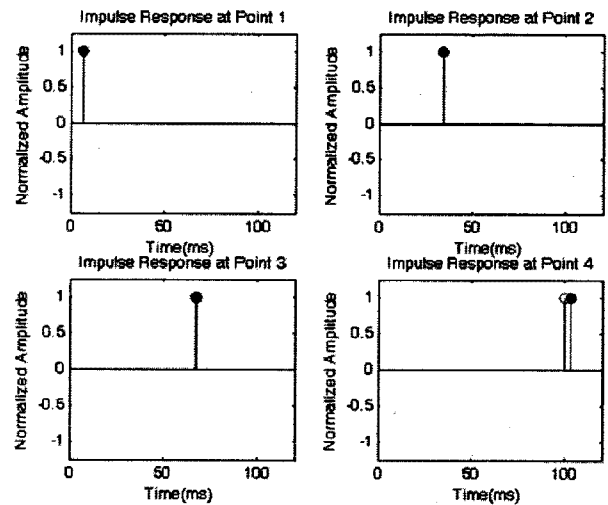 Impulse Response at Point 1
Normalized Amplitude
1
0.5
0
-0.5
-1
0
50
100
Time(ms)
Impulse Response at Point 2
Normalized Amplitude
1
0.5
0
-0.5
-1
0
50
100
Time(ms)
Impulse Response at Point 3
Normalized Amplitude
1
0.5
0
-0.5
-1
0
50
100
Time(ms)
Impulse Response at Point 4
Normalized Amplitude
1
0.5
0
-0.5
-1
0
50
100
Time(ms)